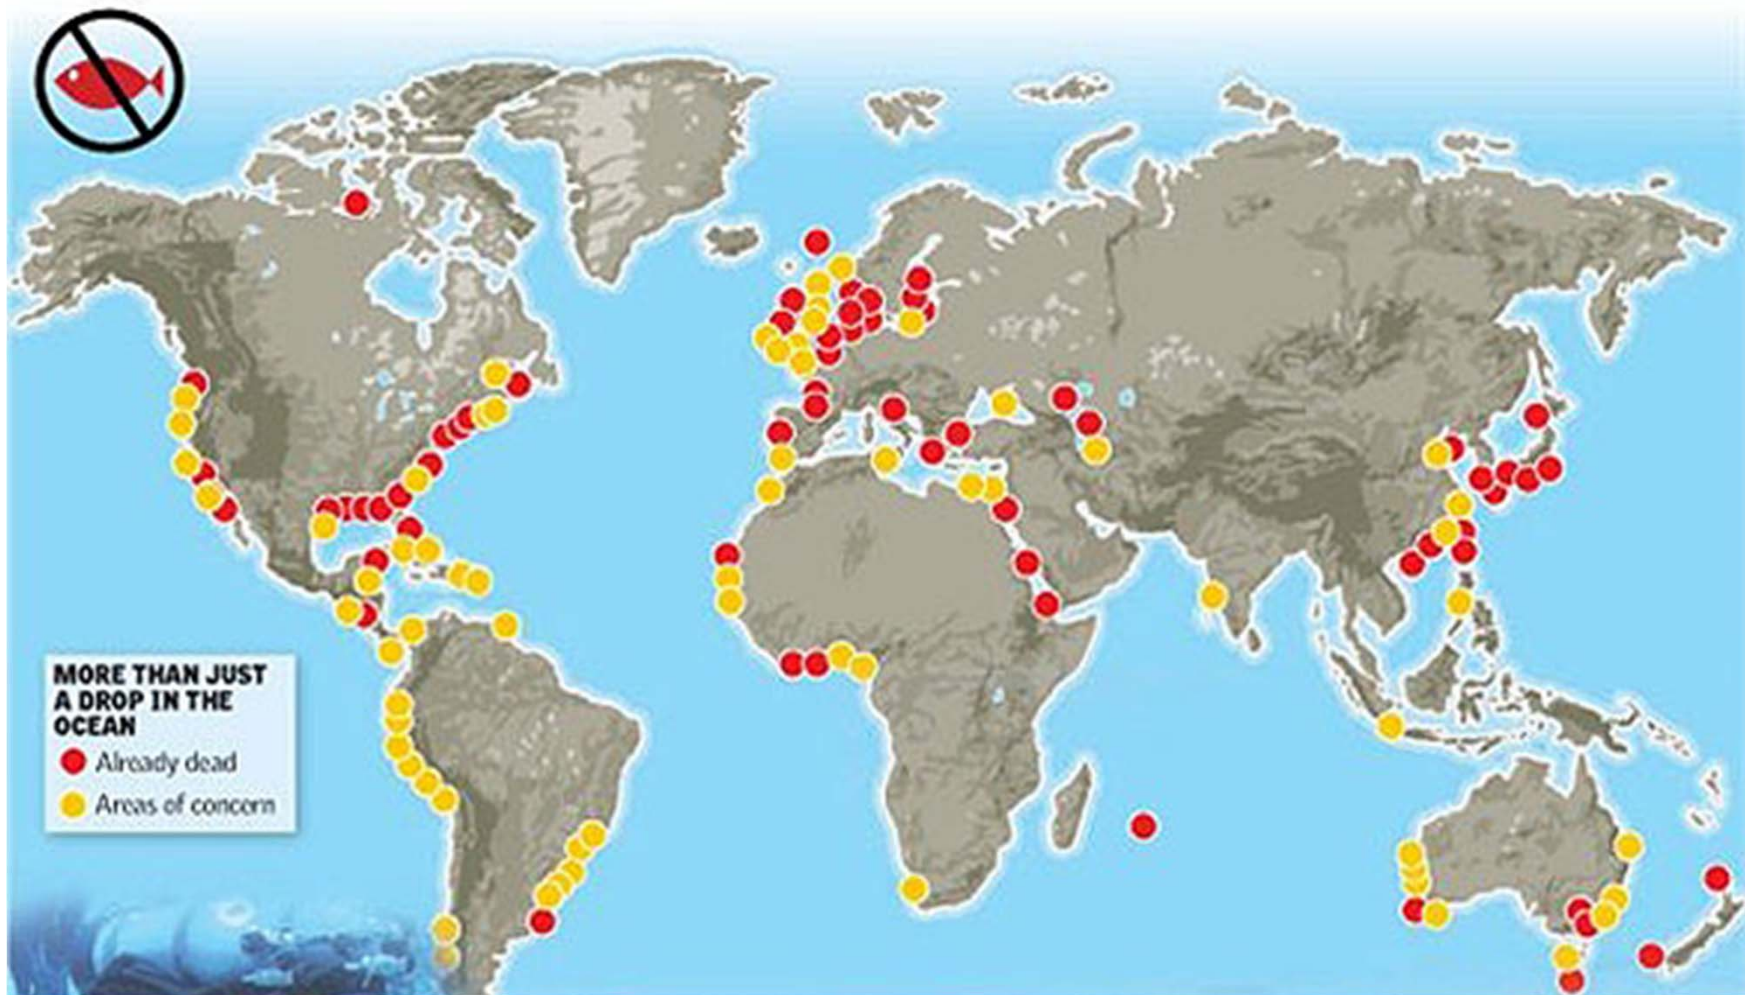 MORE THAN JUST
A DROP IN THE
OCEAN
Already dead
Areas of concern